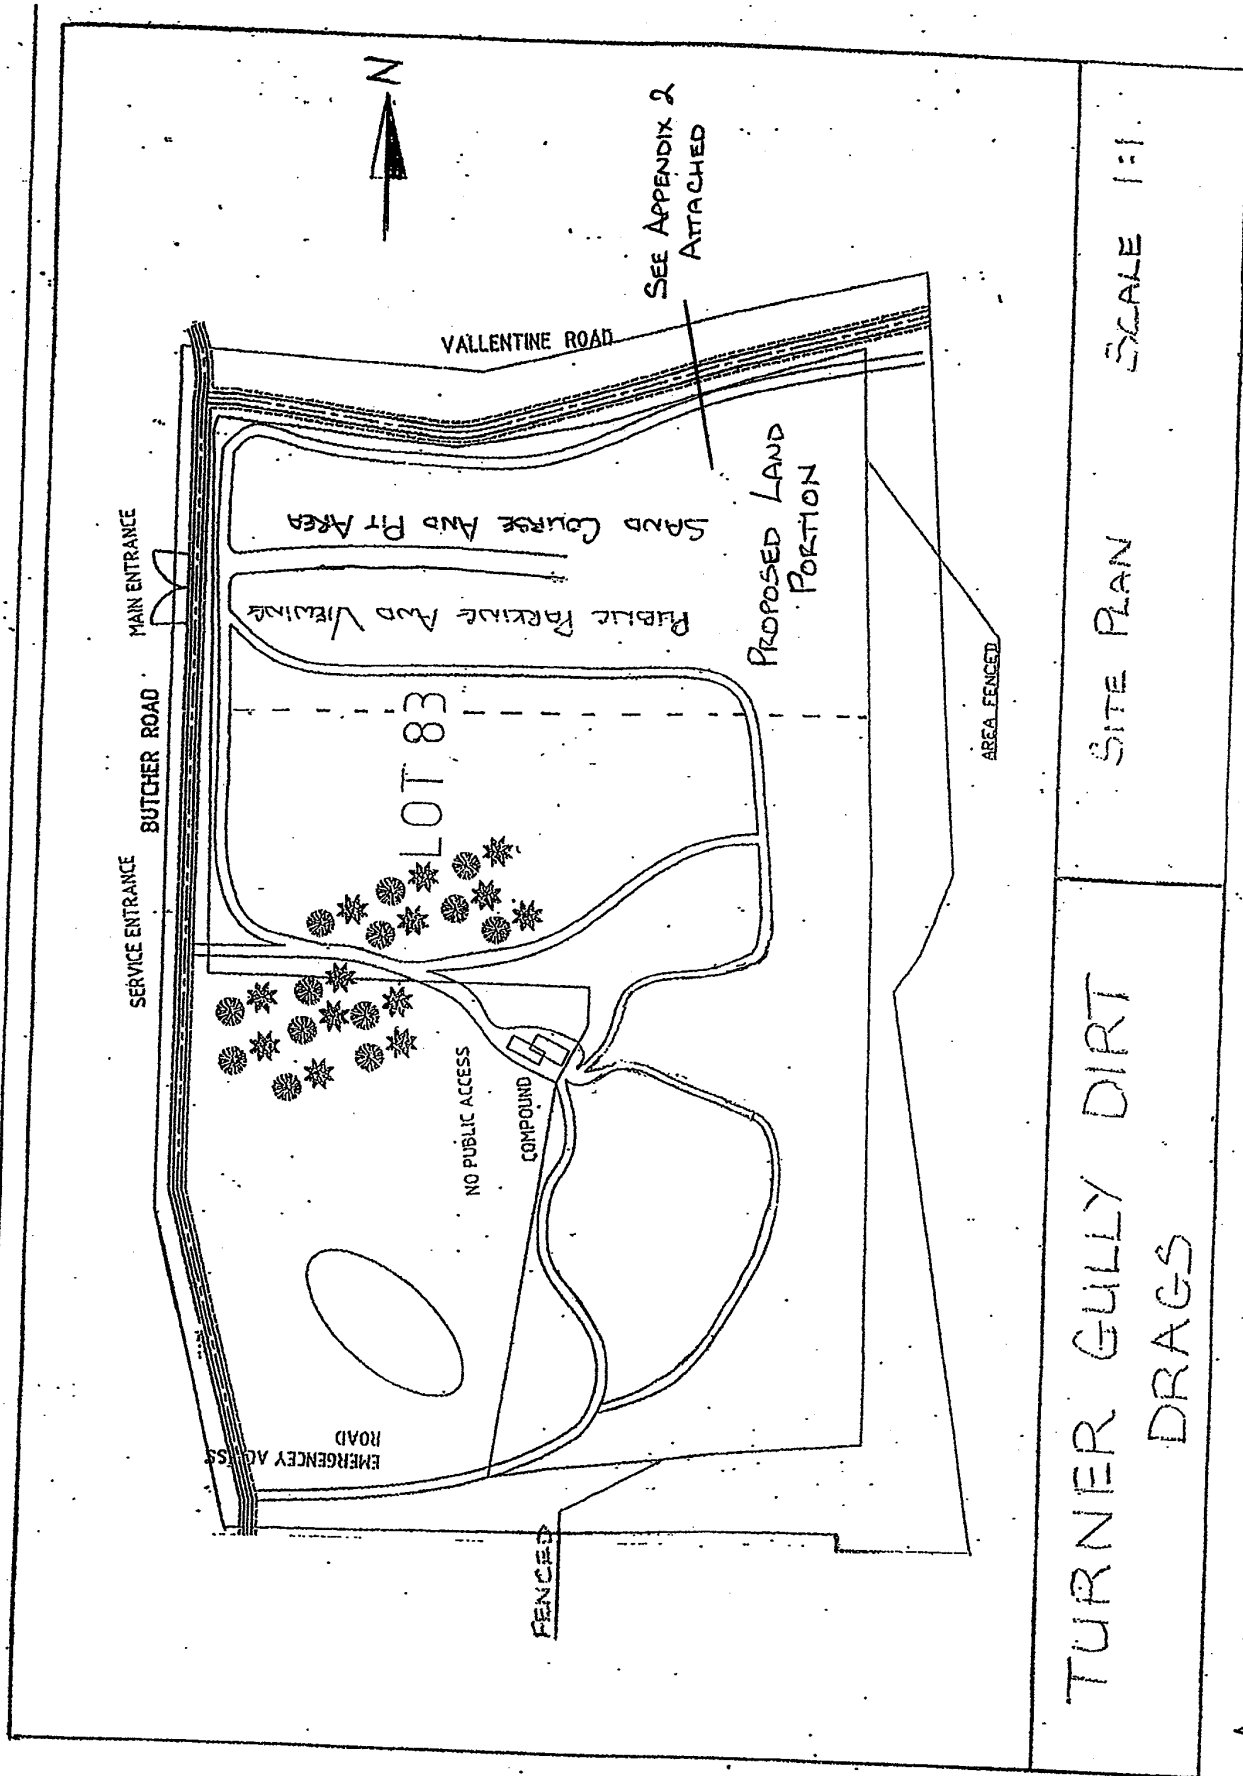 N
SEE APPENDIX 2
ATTACHED
VALLENTINE ROAD
MAIN ENTRANCE
BUTCHER ROAD
SERVICE ENTRANCE
SAND COURSE AND PIT AREA
PUBLIC PARKING AND VIEWING
PROPOSED LAND
PORTION
LOT 83
AREA FENCED
NO PUBLIC ACCESS
COMPOUND
EMERGENCEY ACCESS
ROAD
FENCED
TURNER GULLY DIRT
DRAGS
SITE PLAN
SCALE 1:1